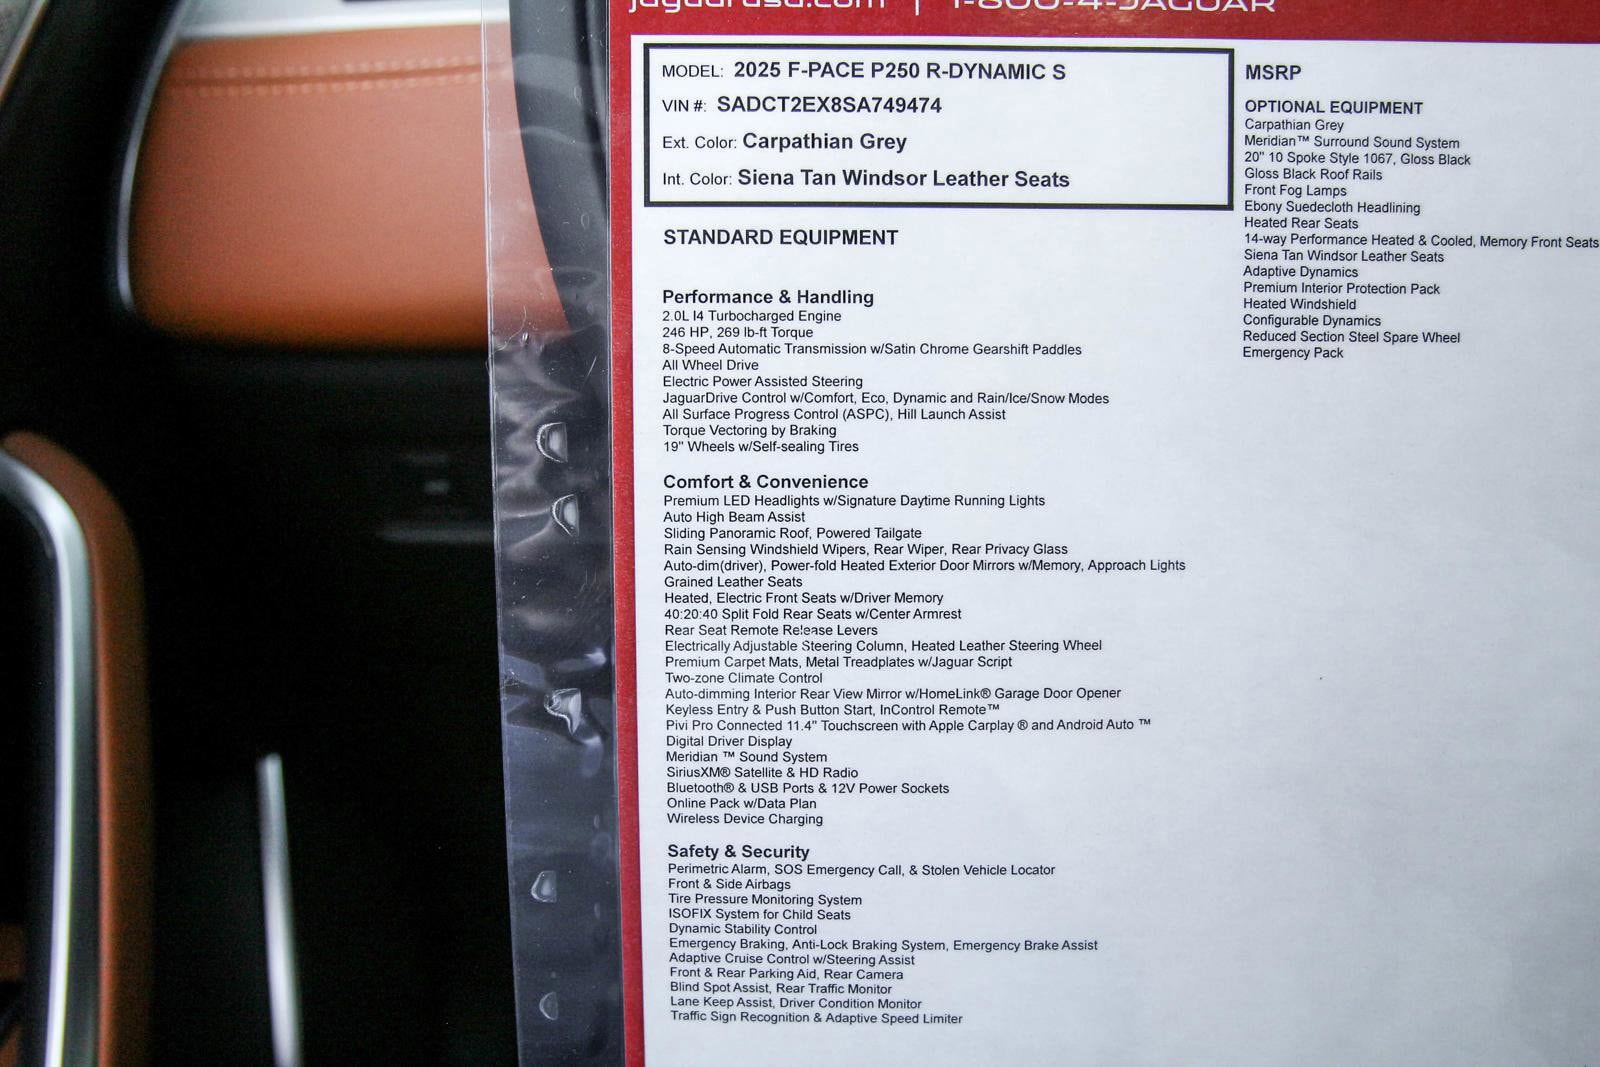 jaguarusa.com | 1-800-4-JAGUAR
MODEL: 2025 F-PACE P250 R-DYNAMIC S
VIN #: SADCT2EX8SA749474
Ext. Color: Carpathian Grey
Int. Color: Siena Tan Windsor Leather Seats
STANDARD EQUIPMENT
Performance & Handling
2.0L I4 Turbocharged Engine
246 HP, 269 lb-ft Torque
8-Speed Automatic Transmission w/Satin Chrome Gearshift Paddles
All Wheel Drive
Electric Power Assisted Steering
JaguarDrive Control w/Comfort, Eco, Dynamic and Rain/Ice/Snow Modes
All Surface Progress Control (ASPC), Hill Launch Assist
Torque Vectoring by Braking
19" Wheels w/Self-sealing Tires
Comfort & Convenience
Premium LED Headlights w/Signature Daytime Running Lights
Auto High Beam Assist
Sliding Panoramic Roof, Powered Tailgate
Rain Sensing Windshield Wipers, Rear Wiper, Rear Privacy Glass
Auto-dim(driver), Power-fold Heated Exterior Door Mirrors w/Memory, Approach Lights
Grained Leather Seats
Heated, Electric Front Seats w/Driver Memory
40:20:40 Split Fold Rear Seats w/Center Armrest
Rear Seat Remote Release Levers
Electrically Adjustable Steering Column, Heated Leather Steering Wheel
Premium Carpet Mats, Metal Treadplates w/Jaguar Script
Two-zone Climate Control
Auto-dimming Interior Rear View Mirror w/HomeLink® Garage Door Opener
Keyless Entry & Push Button Start, InControl Remote™
Pivi Pro Connected 11.4" Touchscreen with Apple Carplay ® and Android Auto ™
Digital Driver Display
Meridian ™ Sound System
SiriusXM® Satellite & HD Radio
Bluetooth® & USB Ports & 12V Power Sockets
Online Pack w/Data Plan
Wireless Device Charging
Safety & Security
Perimetric Alarm, SOS Emergency Call, & Stolen Vehicle Locator
Front & Side Airbags
Tire Pressure Monitoring System
ISOFIX System for Child Seats
Dynamic Stability Control
Emergency Braking, Anti-Lock Braking System, Emergency Brake Assist
Adaptive Cruise Control w/Steering Assist
Front & Rear Parking Aid, Rear Camera
Blind Spot Assist, Rear Traffic Monitor
Lane Keep Assist, Driver Condition Monitor
Traffic Sign Recognition & Adaptive Speed Limiter
MSRP
OPTIONAL EQUIPMENT
Carpathian Grey
Meridian™ Surround Sound System
20" 10 Spoke Style 1067, Gloss Black
Gloss Black Roof Rails
Front Fog Lamps
Ebony Suedecloth Headlining
Heated Rear Seats
14-way Performance Heated & Cooled, Memory Front Seats
Siena Tan Windsor Leather Seats
Adaptive Dynamics
Premium Interior Protection Pack
Heated Windshield
Configurable Dynamics
Reduced Section Steel Spare Wheel
Emergency Pack